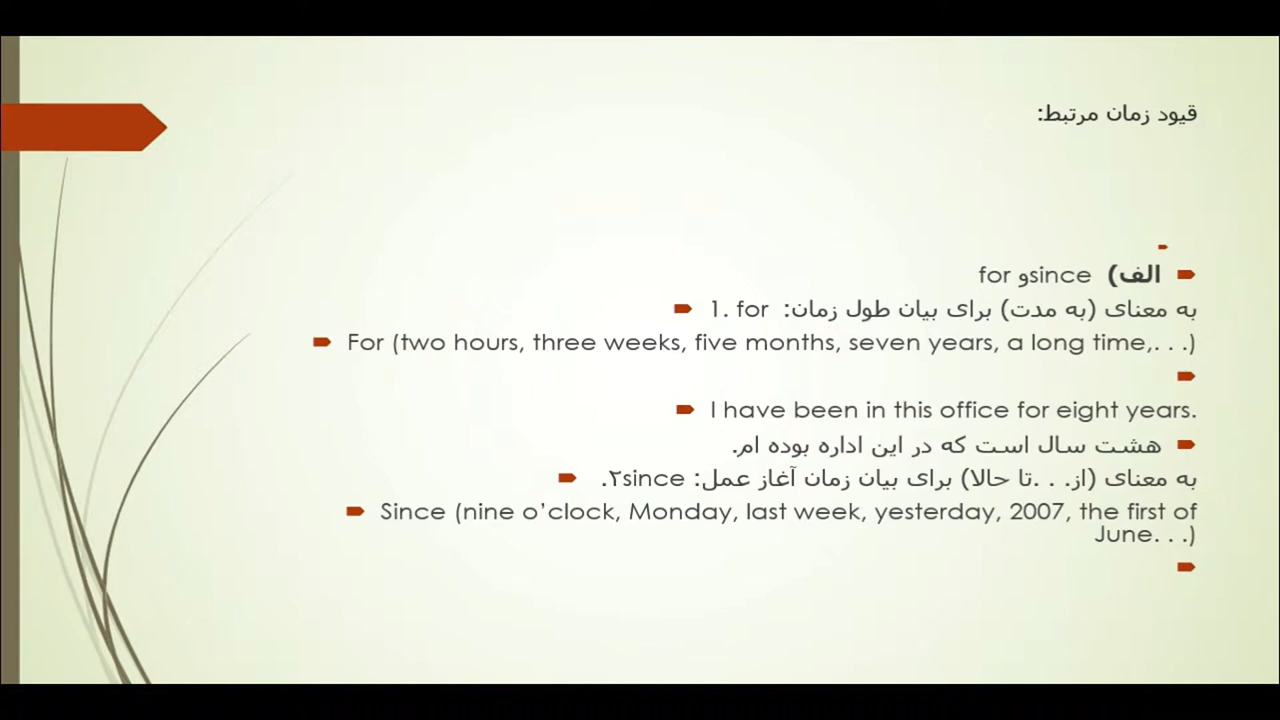 قیود زمان مرتبط:
الف) since و for
1. for به معنای (به مدت) برای بیان طول زمان:
For (two hours, three weeks, five months, seven years, a long time,. . .)
I have been in this office for eight years.
هشت سال است که در این اداره بوده ام.
۲.since به معنای (از. . .تا حالا) برای بیان زمان آغاز عمل:
Since (nine o’clock, Monday, last week, yesterday, 2007, the first of
June. . .)